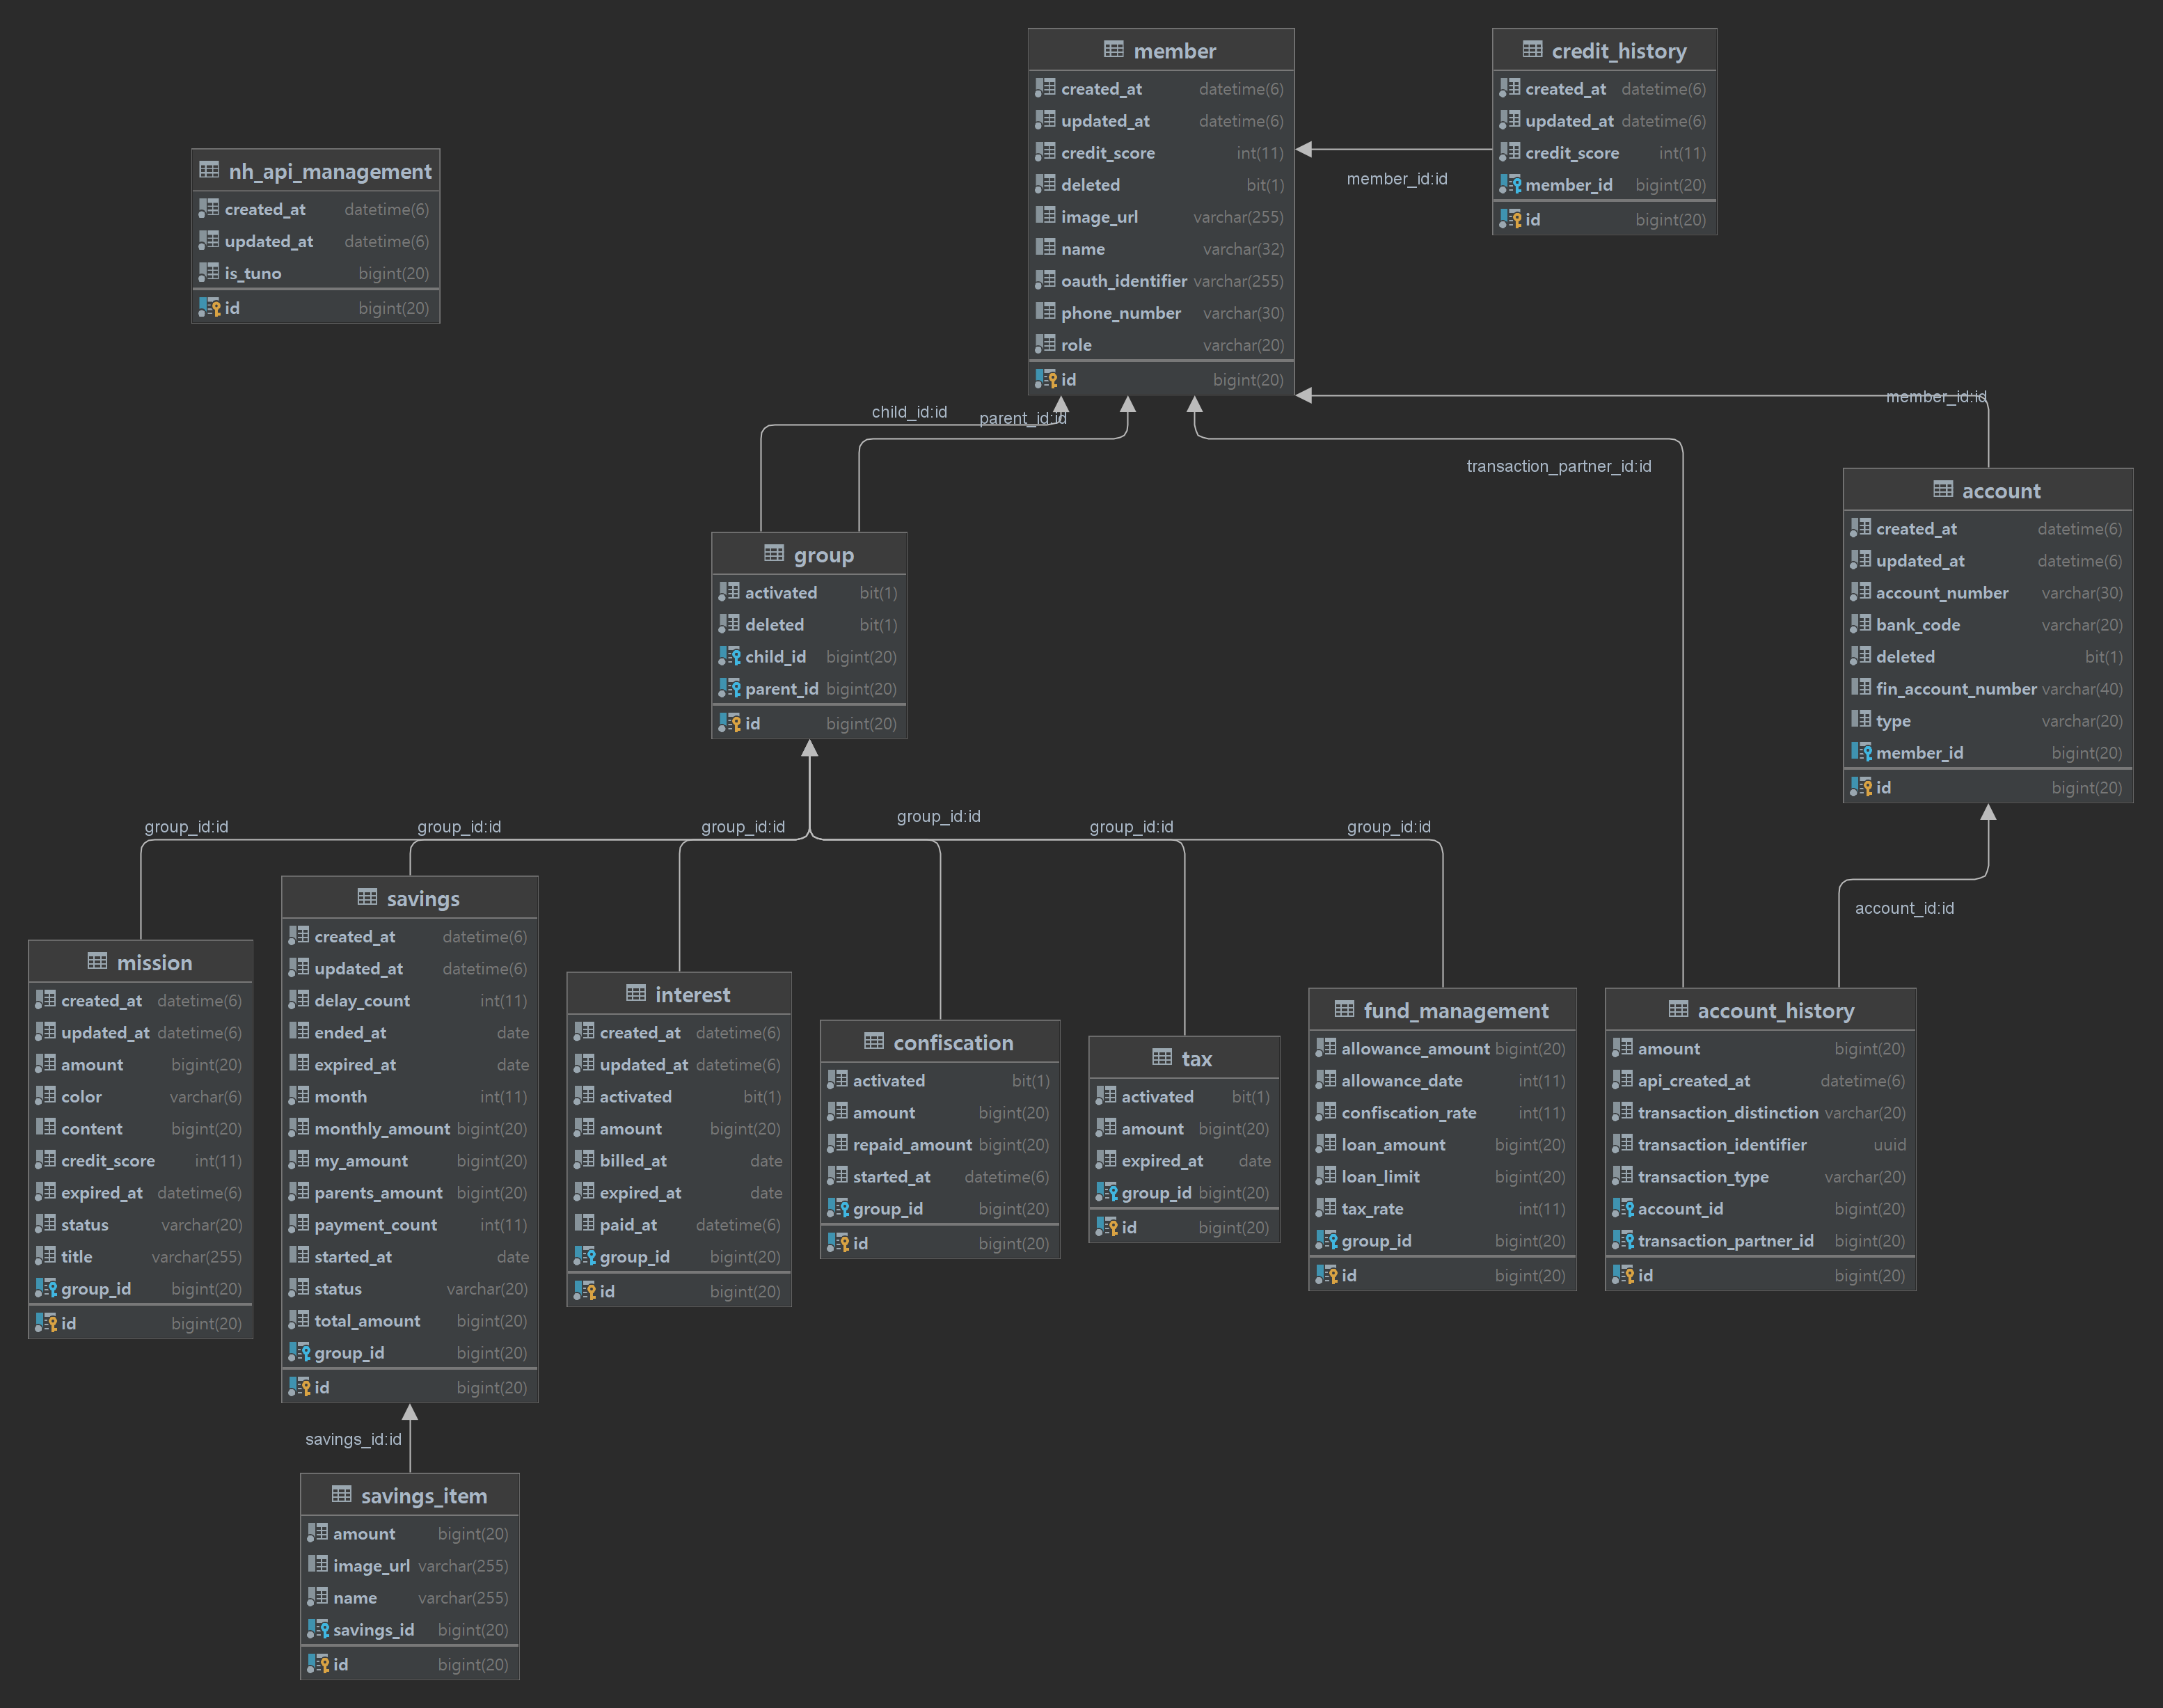 member
created_at datetime(6)
updated_at datetime(6)
credit_score int(11)
deleted bit(1)
image_url varchar(255)
name varchar(32)
oauth_identifier varchar(255)
phone_number varchar(30)
role varchar(20)
id bigint(20)
credit_history
created_at datetime(6)
updated_at datetime(6)
credit_score int(11)
member_id bigint(20)
id bigint(20)
member_id:id
nh_api_management
created_at datetime(6)
updated_at datetime(6)
is_tuno bigint(20)
id bigint(20)
child_id:id
parent_id:id
transaction_partner_id:id
member_id:id
group
activated bit(1)
deleted bit(1)
child_id bigint(20)
parent_id bigint(20)
id bigint(20)
account
created_at datetime(6)
updated_at datetime(6)
account_number varchar(30)
bank_code varchar(20)
deleted bit(1)
fin_account_number varchar(40)
type varchar(20)
member_id bigint(20)
id bigint(20)
group_id:id
group_id:id
group_id:id
group_id:id
group_id:id
group_id:id
account_id:id
mission
created_at datetime(6)
updated_at datetime(6)
amount bigint(20)
color varchar(6)
content bigint(20)
credit_score int(11)
expired_at datetime(6)
status varchar(20)
title varchar(255)
group_id bigint(20)
id bigint(20)
savings
created_at datetime(6)
updated_at datetime(6)
delay_count int(11)
ended_at date
expired_at date
month int(11)
monthly_amount bigint(20)
my_amount bigint(20)
parents_amount bigint(20)
payment_count int(11)
started_at date
status varchar(20)
total_amount bigint(20)
group_id bigint(20)
id bigint(20)
interest
created_at datetime(6)
updated_at datetime(6)
activated bit(1)
amount bigint(20)
billed_at date
expired_at date
paid_at datetime(6)
group_id bigint(20)
id bigint(20)
confiscation
activated bit(1)
amount bigint(20)
repaid_amount bigint(20)
started_at datetime(6)
group_id bigint(20)
id bigint(20)
tax
activated bit(1)
amount bigint(20)
expired_at date
group_id bigint(20)
id bigint(20)
fund_management
allowance_amount bigint(20)
allowance_date int(11)
confiscation_rate int(11)
loan_amount bigint(20)
loan_limit bigint(20)
tax_rate int(11)
group_id bigint(20)
id bigint(20)
account_history
amount bigint(20)
api_created_at datetime(6)
transaction_distinction varchar(20)
transaction_identifier uuid
transaction_type varchar(20)
account_id bigint(20)
transaction_partner_id bigint(20)
id bigint(20)
savings_id:id
savings_item
amount bigint(20)
image_url varchar(255)
name varchar(255)
savings_id bigint(20)
id bigint(20)